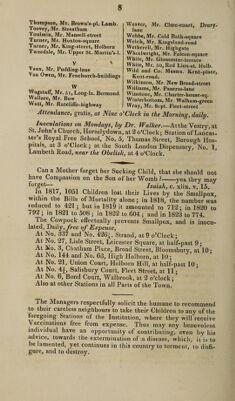 8
Thompson, Mr. Brown's-pl. Lamb.
Toovey, Mr. Streatham
Toulmin, Mr. Mansell-street
Turner, Mr. Hoxton-square
Turner, Mr. King-street, Holborn
Tweedale, Mr. Upper St. Martin's-l.
V
Vaux, Mr. Pudding-lane
Van Oven, Mr. Fenchurch-buildings
W
Wagstaff, Mr. 51, Long-la. Bermond
Wallace, Mr. Bow
Watt, Mr. Ratcliffe-highway
Weaver, Mr. Clare-court, Drury-
lane
Webbe, Mr. Cold Bath-square
Welch, Mr. Kingsland-road
Wetherell, Mr. Highgate
Whatwright, Mr. Falcon-square
White, Mr. Gloucester-terrace
White, Mr. 50, Red Lion-st. Holb.
White and Co. Messrs. Kent-place,
Kent-road.
Wilkinson, Mr. New Broad-street
Williams, Mr. Panyers-lane
Winstone, Mr. Charter-house-sq.
Winterbottom, Mr. Walham-green
Wray, Mr. 8-pt. Fleet-street
Attendance, gratis, at Nine o'Clock in the Morning, daily.
Inoculations on Mondays, by Dr. Walker—At the Vestry, at
St. John's Church, Horselydown, at 2 o'Clock; Station of Lancas-
ter's Royal Free School, No. 5, Thomas Street, Borough Hos-
pitals, at 3 o'Clock; at the South London Dispensary, No. 1,
Lambeth Road, near the Obelisk, at 4 o'Clock.
Can a Mother forget her Sucking Child, that she should not
have Compassion on the Son of her Womb!——yea they may
forget— Isaiah, c. xlix. v. 15.
In 1817, 1051 Children lost their Lives by the Smallpox,
within the Bills of Mortality alone; in 1818, the number was
reduced to 421; but in 1819 it amounted to 712; in 1820 to
792; in 1821 to 508; in 1822 to 604; and in 1823 to 774.
The Cowpock effectually prevents Smallpox, and is inocu-
lated, Daily, free of Expense,
At No. 337 and No. 426, Strand, at 9 o'Clock;
At No. 27, Lisle Street, Leicester Square, at half-past 9;
At No. 3, Chatham Place, Broad Street, Bloomsbury, at 10;
At No. 144 and No. 63, High Holborn, at 10;
At No. 21, Union Court, Holborn Hill, at half-past 10;
At No. 4, Salisbury Court, Fleet Street, at 11;
At No. 6, Bond Court, Walbrook, at 2 o'clock;
Also at other Stations in all Parts of the Town.
The Managers respectfully solicit the humane to recommend
to their careless neighbours to take their Children to any of the
foregoing Stations of the Institution, where they will receive
Vaccinations free from expense. Thus may any benevolent
individual have an opportunity of contributing, even by his
advice, towards the extermination of a disease, which, it is to
be lamented, yet continues in this country to torment, to disfi-
gure, and to destroy.